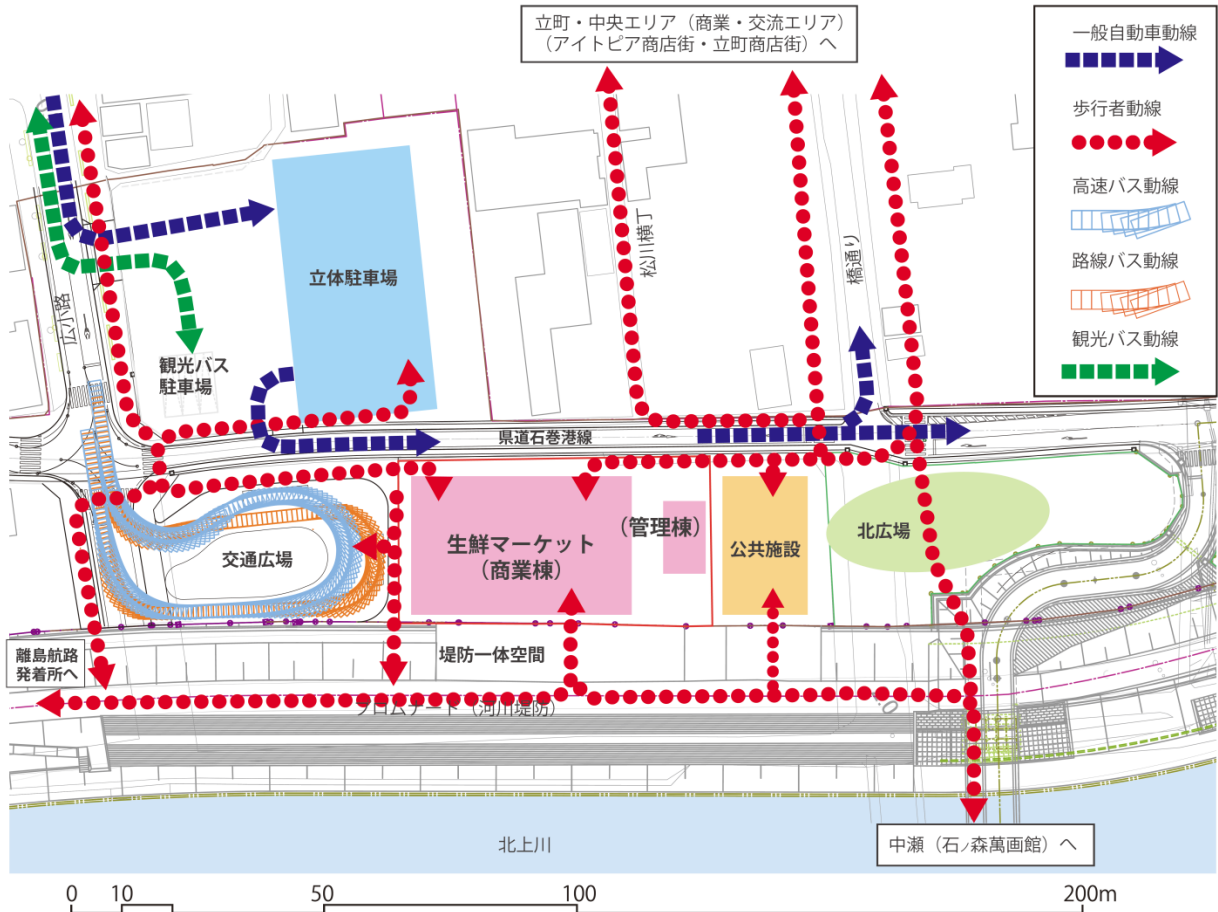 立町・中央エリア（商業・交流エリア）
（アイトピア商店街・立町商店街）へ
一般自動車動線
歩行者動線
高速バス動線
路線バス動線
観光バス動線
広小路
松川横丁
橋通り
立体駐車場
観光バス
駐車場
県道石巻港線
生鮮マーケット
（商業棟）
（管理棟）
公共施設
北広場
交通広場
離島航路
発着所へ
堤防一体空間
プロムナード（河川堤防）
北上川
中瀬（石ノ森萬画館）へ
0 10 50 100 200m